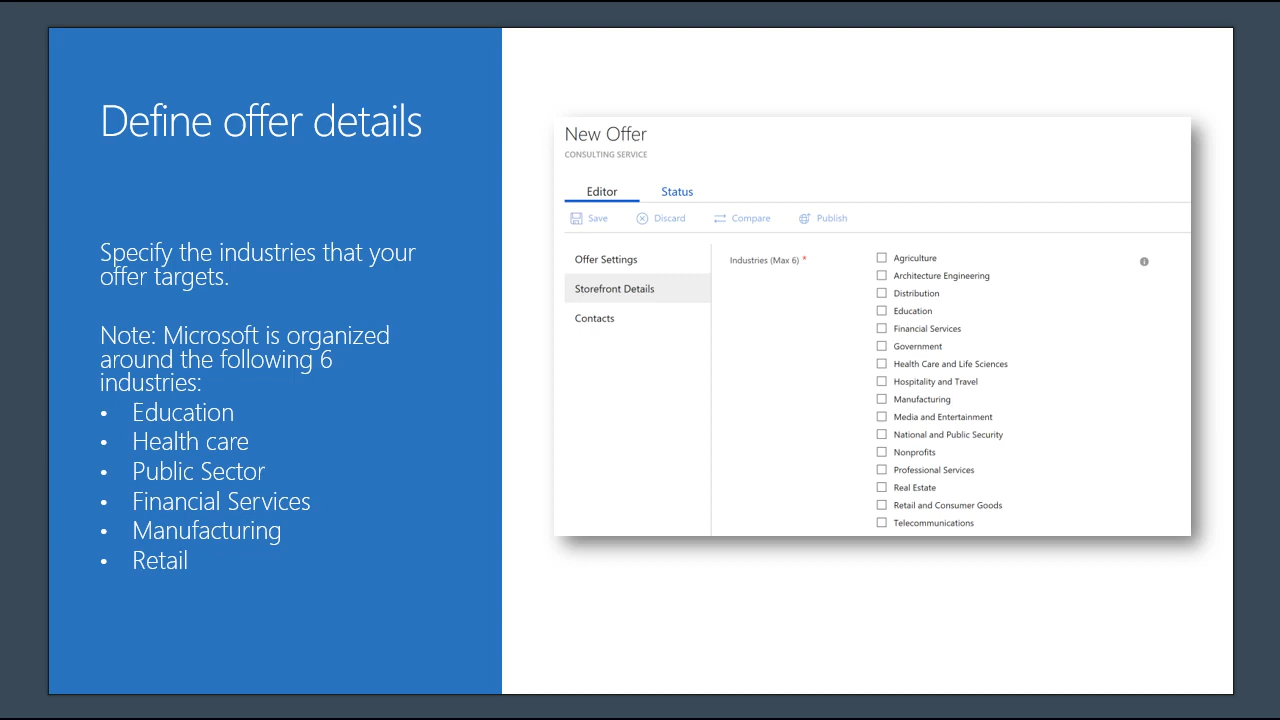 Define offer details
Specify the industries that your
offer targets.
Note: Microsoft is organized
around the following 6
industries:
• Education
• Health care
• Public Sector
• Financial Services
• Manufacturing
• Retail
New Offer
CONSULTING SERVICE
Editor Status
Save Discard Compare Publish
Offer Settings
Storefront Details
Contacts
Industries (Max 6) *
Agriculture
Architecture Engineering
Distribution
Education
Financial Services
Government
Health Care and Life Sciences
Hospitality and Travel
Manufacturing
Media and Entertainment
National and Public Security
Nonprofits
Professional Services
Real Estate
Retail and Consumer Goods
Telecommunications